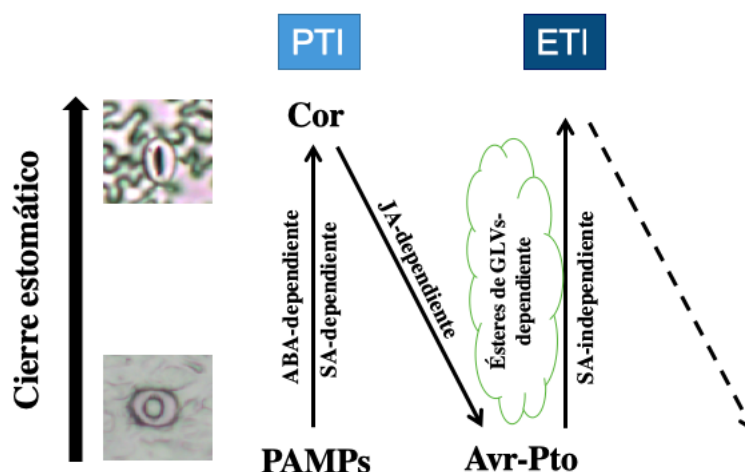 PTI
ETI
Cor
Cierre estomático
ABA-dependiente
SA-dependiente
JA-dependiente
Ésteres de GLVs-
dependiente
SA-independiente
PAMPs
Avr-Pto